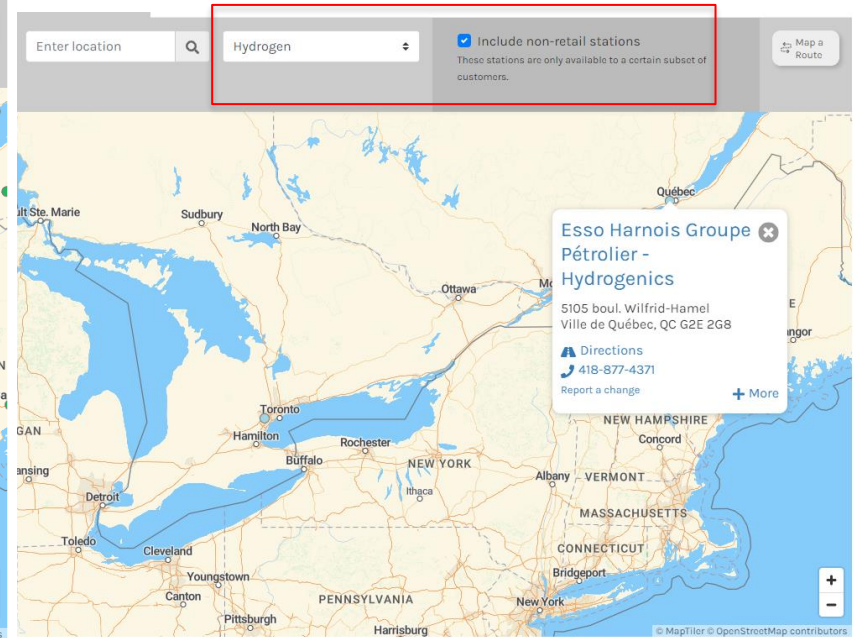 Enter location
Hydrogen
Include non-retail stations
These stations are only available to a certain subset of
customers.
Map a
Route
Québec
lt Ste. Marie
Sudbury
North Bay
Esso Harnois Groupe
Pétrolier -
Hydrogenics
Ottawa
Mo
5105 boul. Wilfrid-Hamel
Ville de Québec, QC G2E 2G8
E
ngor
Directions
418-877-4371
Report a change
More
Toronto
NEW HAMPSHIRE
GAN
Hamilton
Rochester
Concord
Buffalo
NEW YORK
ansing
Albany
VERMONT
Ithaca
Detroit
MASSACHUSETTS
Toledo
Cleveland
CONNECTICUT
Youngstown
Bridgeport
Canton
PENNSYLVANIA
New York
Pittsburgh
Harrisburg
© MapTiler © OpenStreetMap contributors